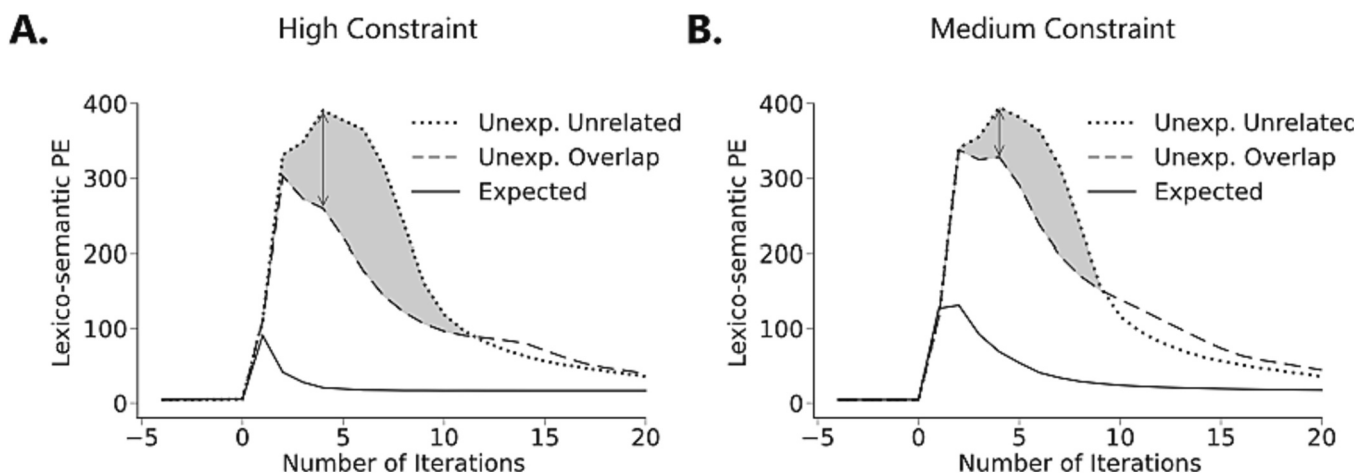 A.
High Constraint
Lexico-semantic PE
400
300
200
100
0
Unexp. Unrelated
Unexp. Overlap
Expected
−5
0
5
10
15
20
Number of Iterations
B.
Medium Constraint
Lexico-semantic PE
400
300
200
100
0
Unexp. Unrelated
Unexp. Overlap
Expected
−5
0
5
10
15
20
Number of Iterations